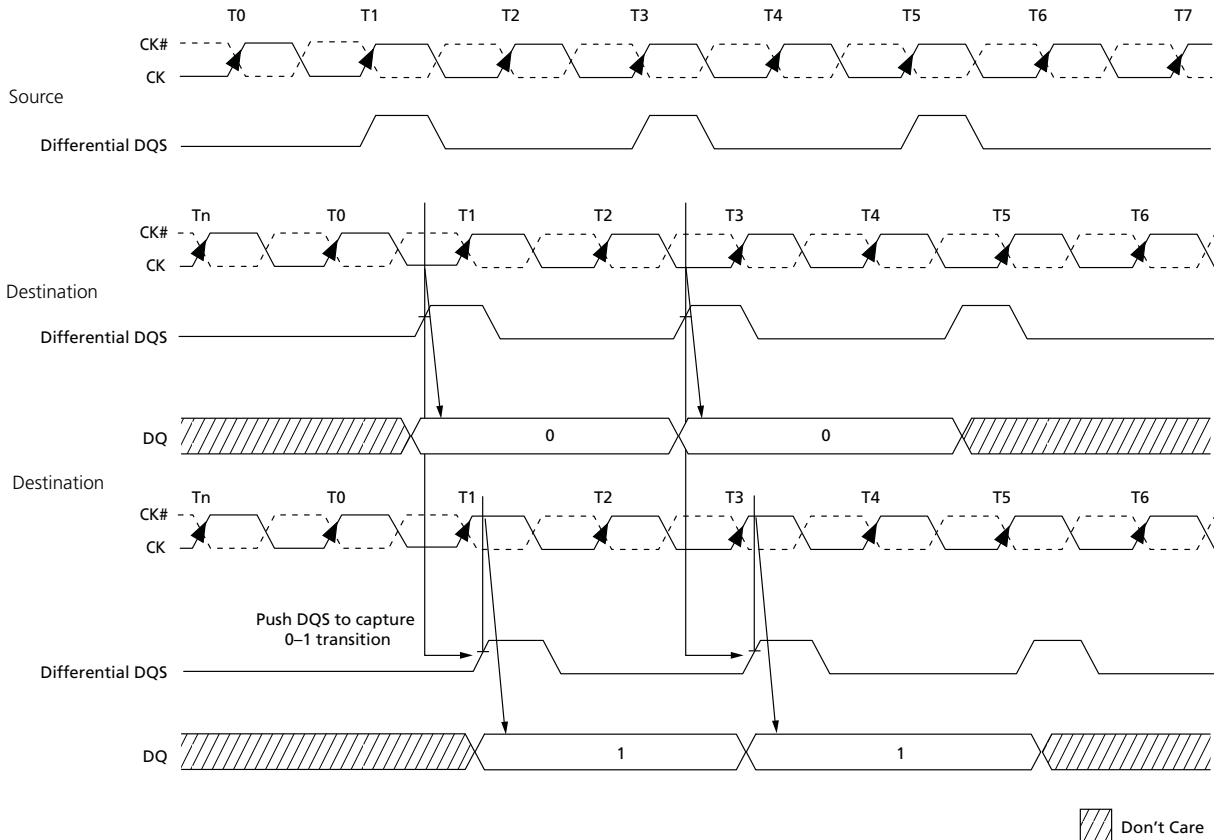 T0 T1 T2 T3 T4 T5 T6 T7
CK#
CK
Source
Differential DQS
Tn T0 T1 T2 T3 T4 T5 T6
CK#
CK
Destination
Differential DQS
DQ 0 0
Destination
Tn T0 T1 T2 T3 T4 T5 T6
CK#
CK
Push DQS to capture
0–1 transition
Differential DQS
DQ 1 1
Don't Care